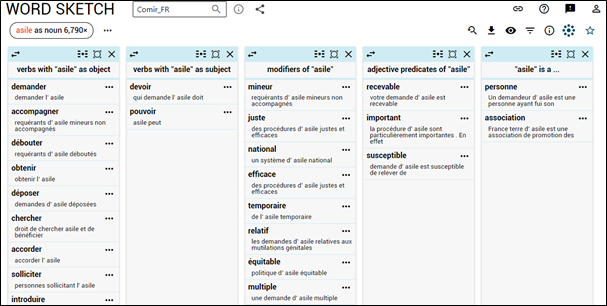 WORD SKETCH
Comir_FR
asile as noun 6,790×
verbs with "asile" as object
demander
demander l' asile
accompagner
requérants d' asile mineurs non
accompagnés
débouter
requérants d' asile déboutés
obtenir
obtenir l' asile
déposer
demandes d' asile déposées
chercher
droit de chercher asile et de
bénéficier
accorder
accorder l' asile
solliciter
personnes sollicitant l' asile
introduire
verbs with "asile" as subject
devoir
qui demande l' asile doit
pouvoir
asile peut
modifiers of "asile"
mineur
requérants d' asile mineurs non
accompagnés
juste
des procédures d' asile justes et
efficaces
national
un système d' asile national
efficace
des procédures d' asile justes et
efficaces
temporaire
de l' asile temporaire
relatif
les demandes d' asile relatives aux
mutilations génitales
équitable
politique d' asile équitable
multiple
une demande d' asile multiple
adjective predicates of "asile"
recevable
votre demande d' asile est
recevable
important
la procédure d' asile sont
particulièrement importantes . En
effet
susceptible
demande d' asile est susceptible
de relever de
"asile" is a ...
personne
Un demandeur d' asile est une
personne ayant fui son
association
France terre d' asile est une
association de promotion des